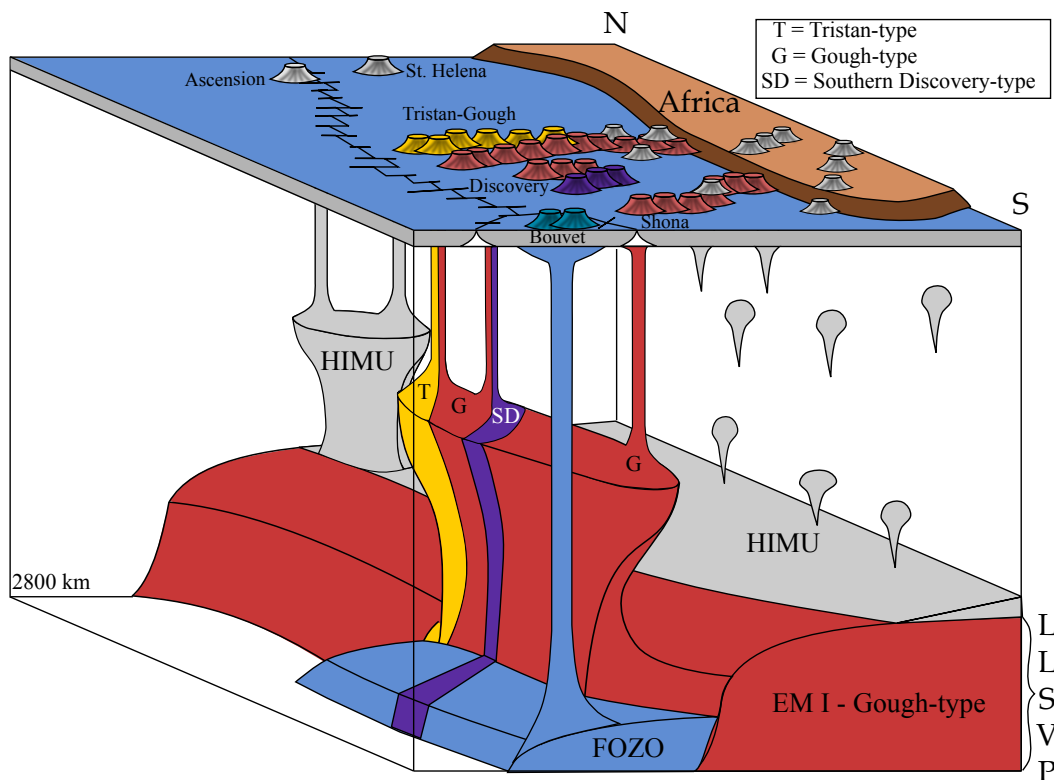 N
T = Tristan-type
G = Gough-type
SD = Southern Discovery-type
Ascension
St. Helena
Africa
Tristan-Gough
Discovery
S
Shona
Bouvet
HIMU
T
G
SD
G
HIMU
2800 km
L
L
S
V
P
EM I - Gough-type
FOZO